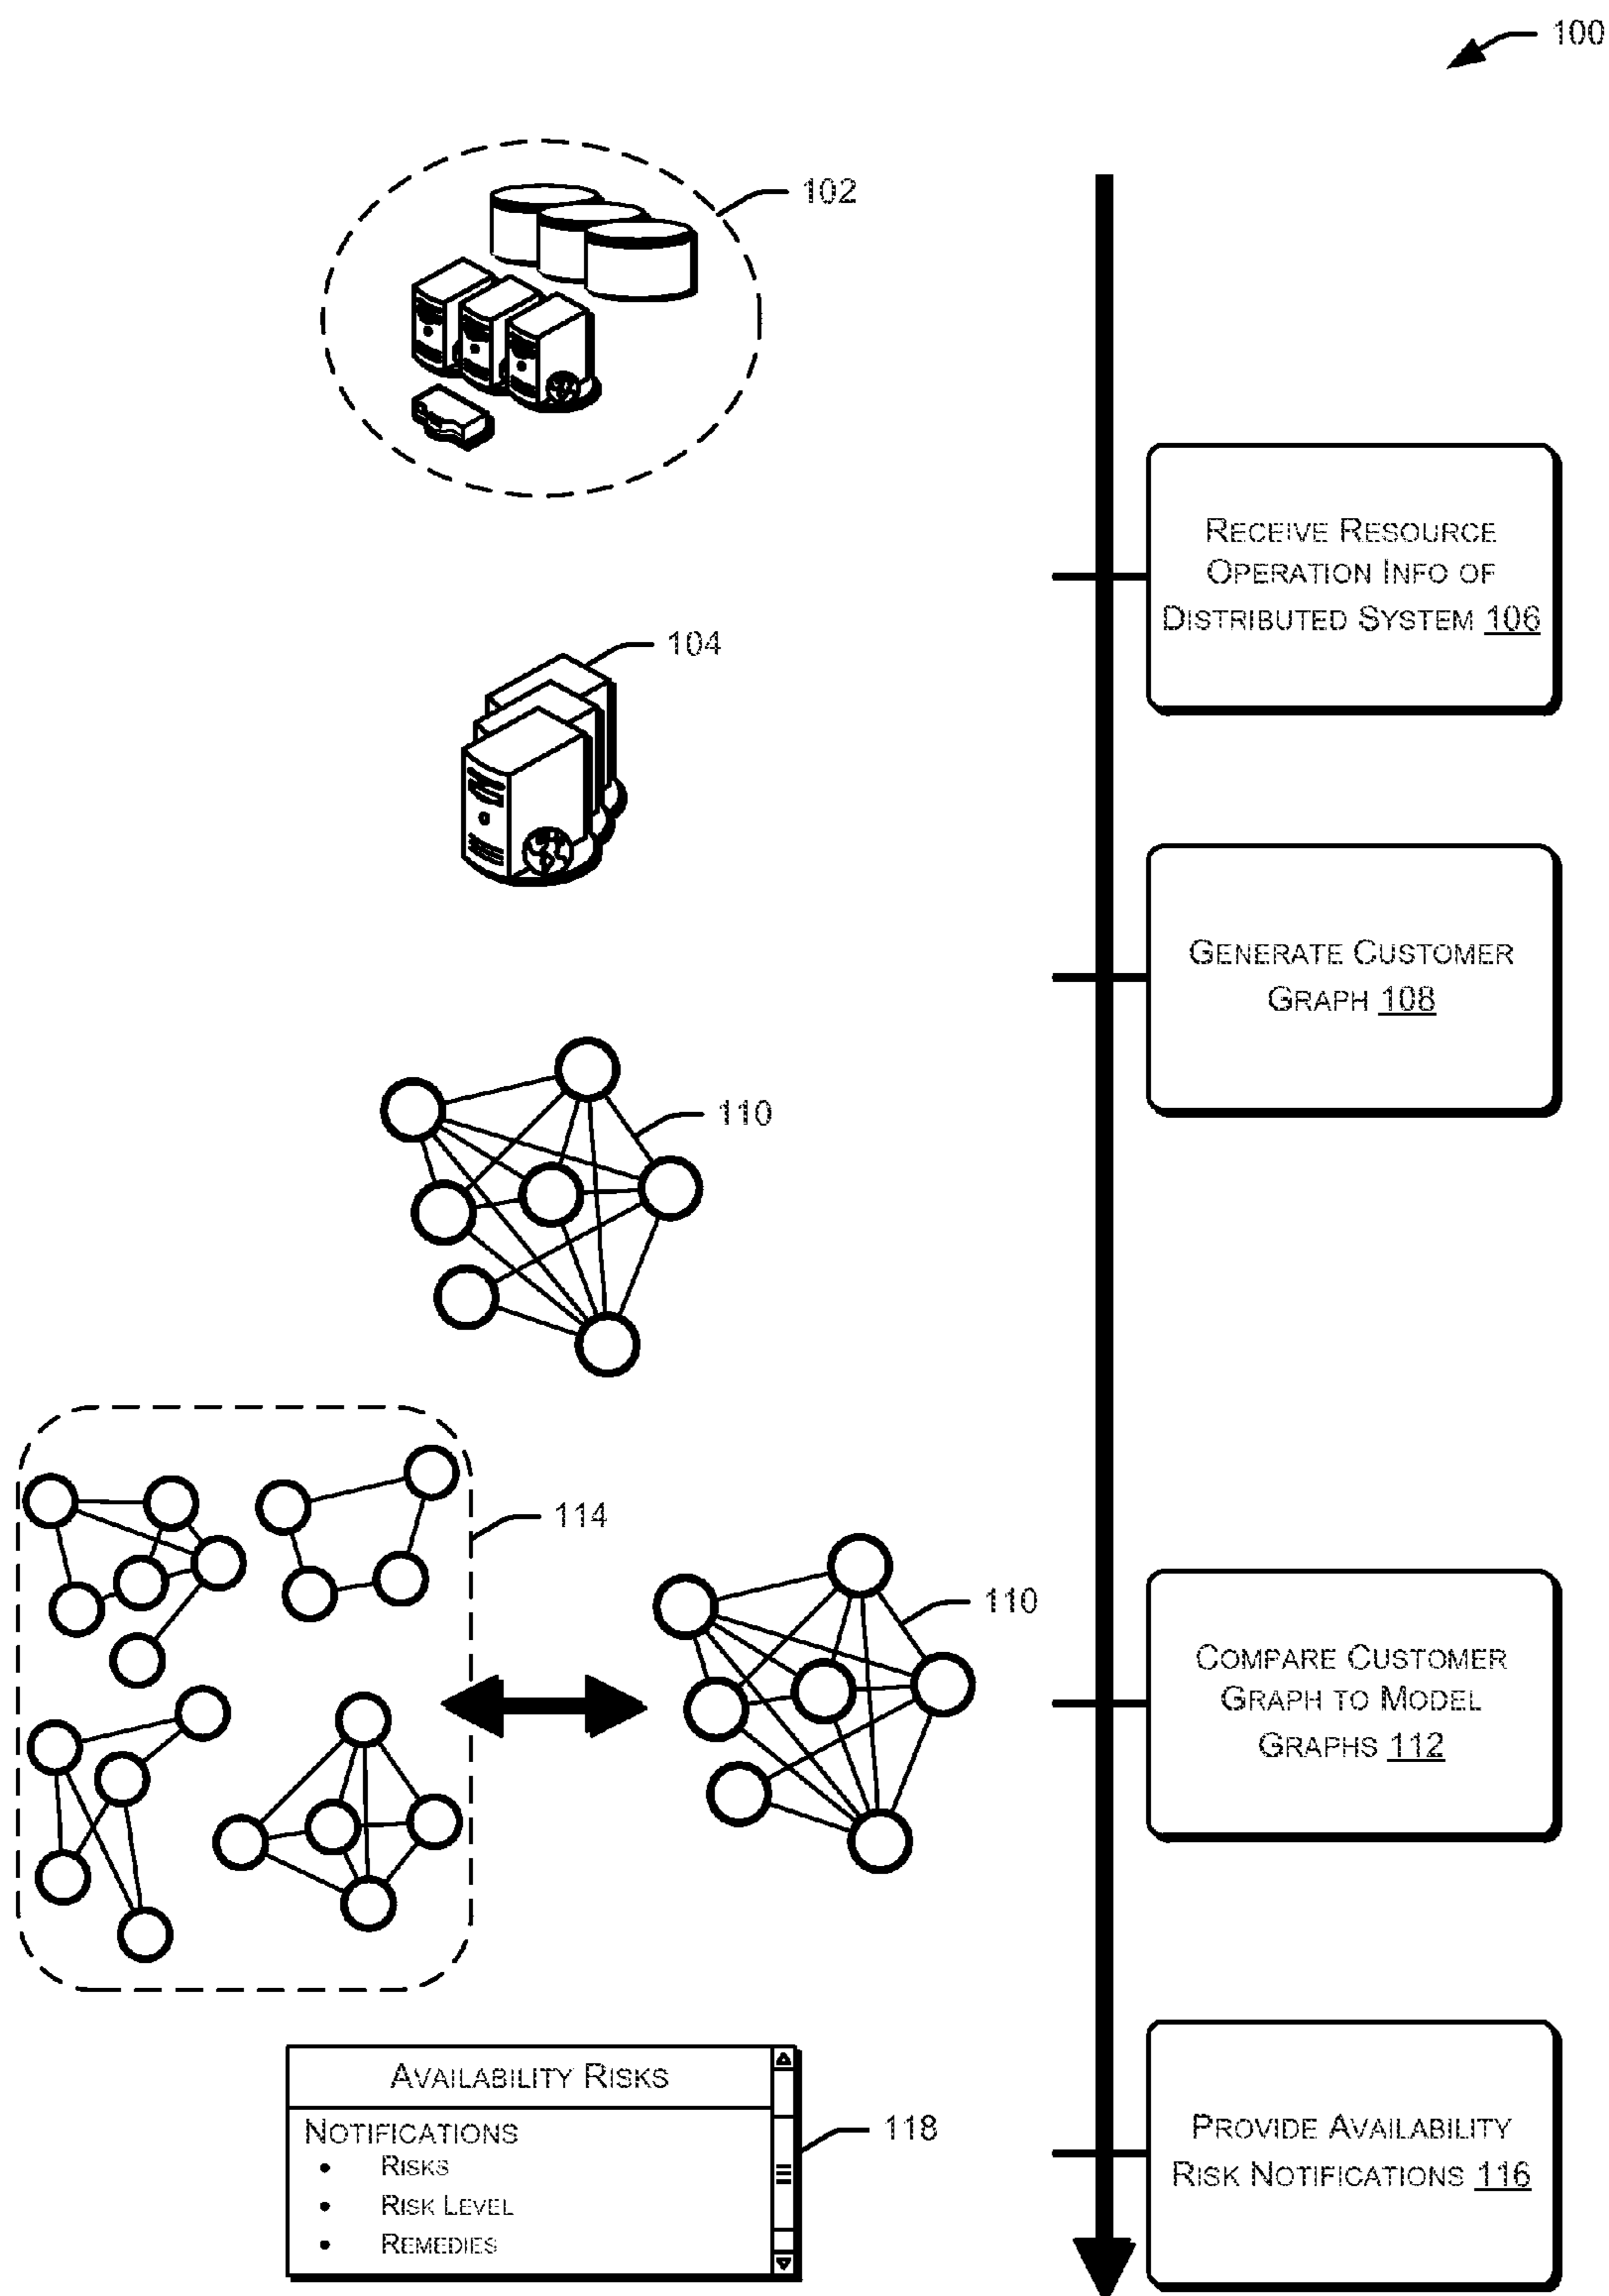 100
102
RECEIVE RESOURCE
OPERATION INFO OF
DISTRIBUTED SYSTEM 106
104
GENERATE CUSTOMER
GRAPH 108
110
114
110
COMPARE CUSTOMER
GRAPH TO MODEL
GRAPHS 112
AVAILABILITY RISKS
NOTIFICATIONS
• RISKS
• RISK LEVEL
• REMEDIES
118
PROVIDE AVAILABILITY
RISK NOTIFICATIONS 116